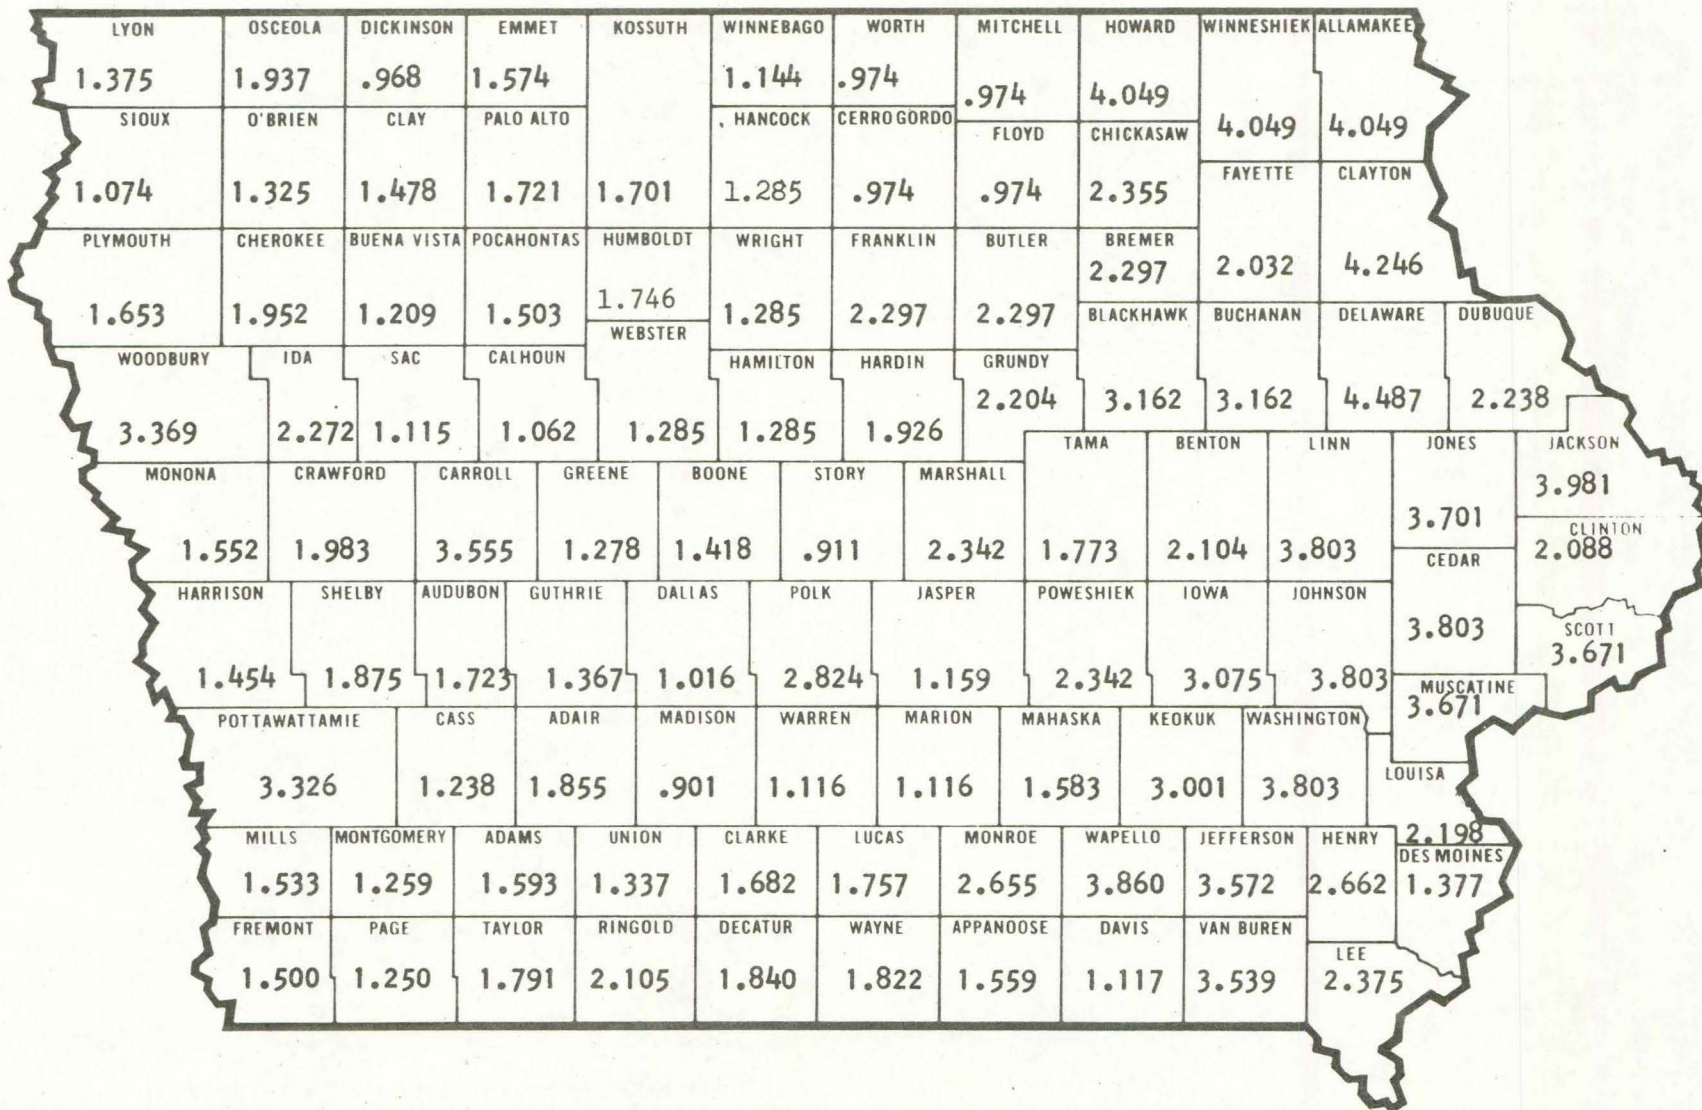 LYON OSCEOLA DICKINSON EMMET KOSSUTH WINNEBAGO WORTH MITCHELL HOWARD WINNESHIEK ALLAMAKEE
1.375 1.937 .968 1.574 1.144 .974 .974 4.049
SIOUX O'BRIEN CLAY PALO ALTO HANCOCK CERRO GORDO FLOYD CHICKASAW 4.049 4.049
FAYETTE CLAYTON
1.074 1.325 1.478 1.721 1.701 1.285 .974 .974 2.355
PLYMOUTH CHEROKEE BUENA VISTA POCAHONTAS HUMBOLDT WRIGHT FRANKLIN BUTLER BREMER
2.297 2.032 4.246
1.746
1.653 1.952 1.209 1.503 1.285 2.297 2.297 BLACKHAWK BUCHANAN DELAWARE DUBUQUE
WEBSTER
WOODBURY IDA SAC CALHOUN HAMILTON HARDIN GRUNDY
2.204 3.162 3.162 4.487 2.238
3.369 2.272 1.115 1.062 1.285 1.285 1.926
TAMA BENTON LINN JONES JACKSON
MONONA CRAWFORD CARROLL GREENE BOONE STORY MARSHALL
3.981
3.701
CLINTON
1.552 1.983 3.555 1.278 1.418 .911 2.342 1.773 2.104 3.803 2.088
CEDAR
HARRISON SHELBY AUDUBON GUTHRIE DALLAS POLK JASPER POWESHIEK IOWA JOHNSON
3.803 SCOTT
3.671
1.454 1.875 1.723 1.367 1.016 2.824 1.159 2.342 3.075 3.803 MUSCATINE
3.671
POTTAWATTAMIE CASS ADAIR MADISON WARREN MARION MAHASKA KEOKUK WASHINGTON
LOUISA
3.326 1.238 1.855 .901 1.116 1.116 1.583 3.001 3.803
2.198
MILLS MONTGOMERY ADAMS UNION CLARKE LUCAS MONROE WAPELLO JEFFERSON HENRY
DES MOINES
1.533 1.259 1.593 1.337 1.682 1.757 2.655 3.860 3.572 2.662 1.377
FREMONT PAGE TAYLOR RINGOLD DECATUR WAYNE APPANOOSE DAVIS VAN BUREN
LEE
1.500 1.250 1.791 2.105 1.840 1.822 1.559 1.117 3.539 2.375